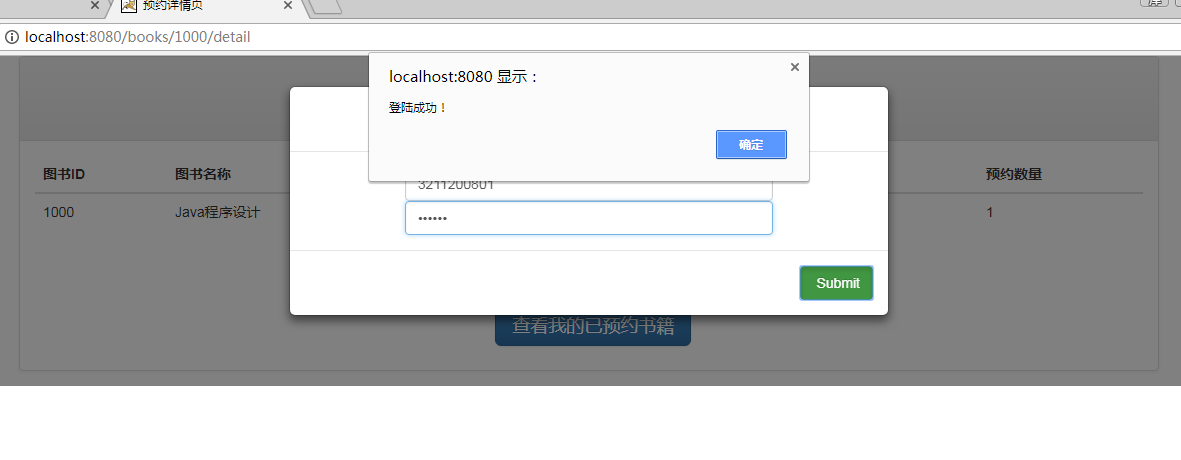 预约详情页
库
localhost:8080/books/1000/detail
localhost:8080 显示：
登陆成功！
确定
图书ID 图书名称 预约数量
3211200801
1000 Java程序设计 1
••••••
Submit
查看我的已预约书籍